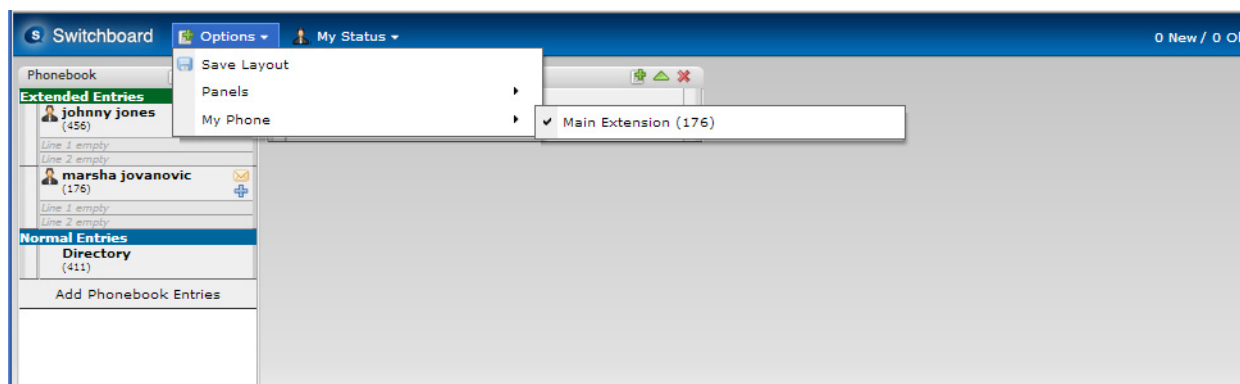 Switchboard
Options
My Status
0 New / 0
Save Layout
Panels
My Phone
Main Extension (176)
Phonebook
Extended Entries
johnny jones
(456)
Line 1 empty
Line 2 empty
marsha jovanovic
(176)
Line 1 empty
Line 2 empty
Normal Entries
Directory
(411)
Add Phonebook Entries